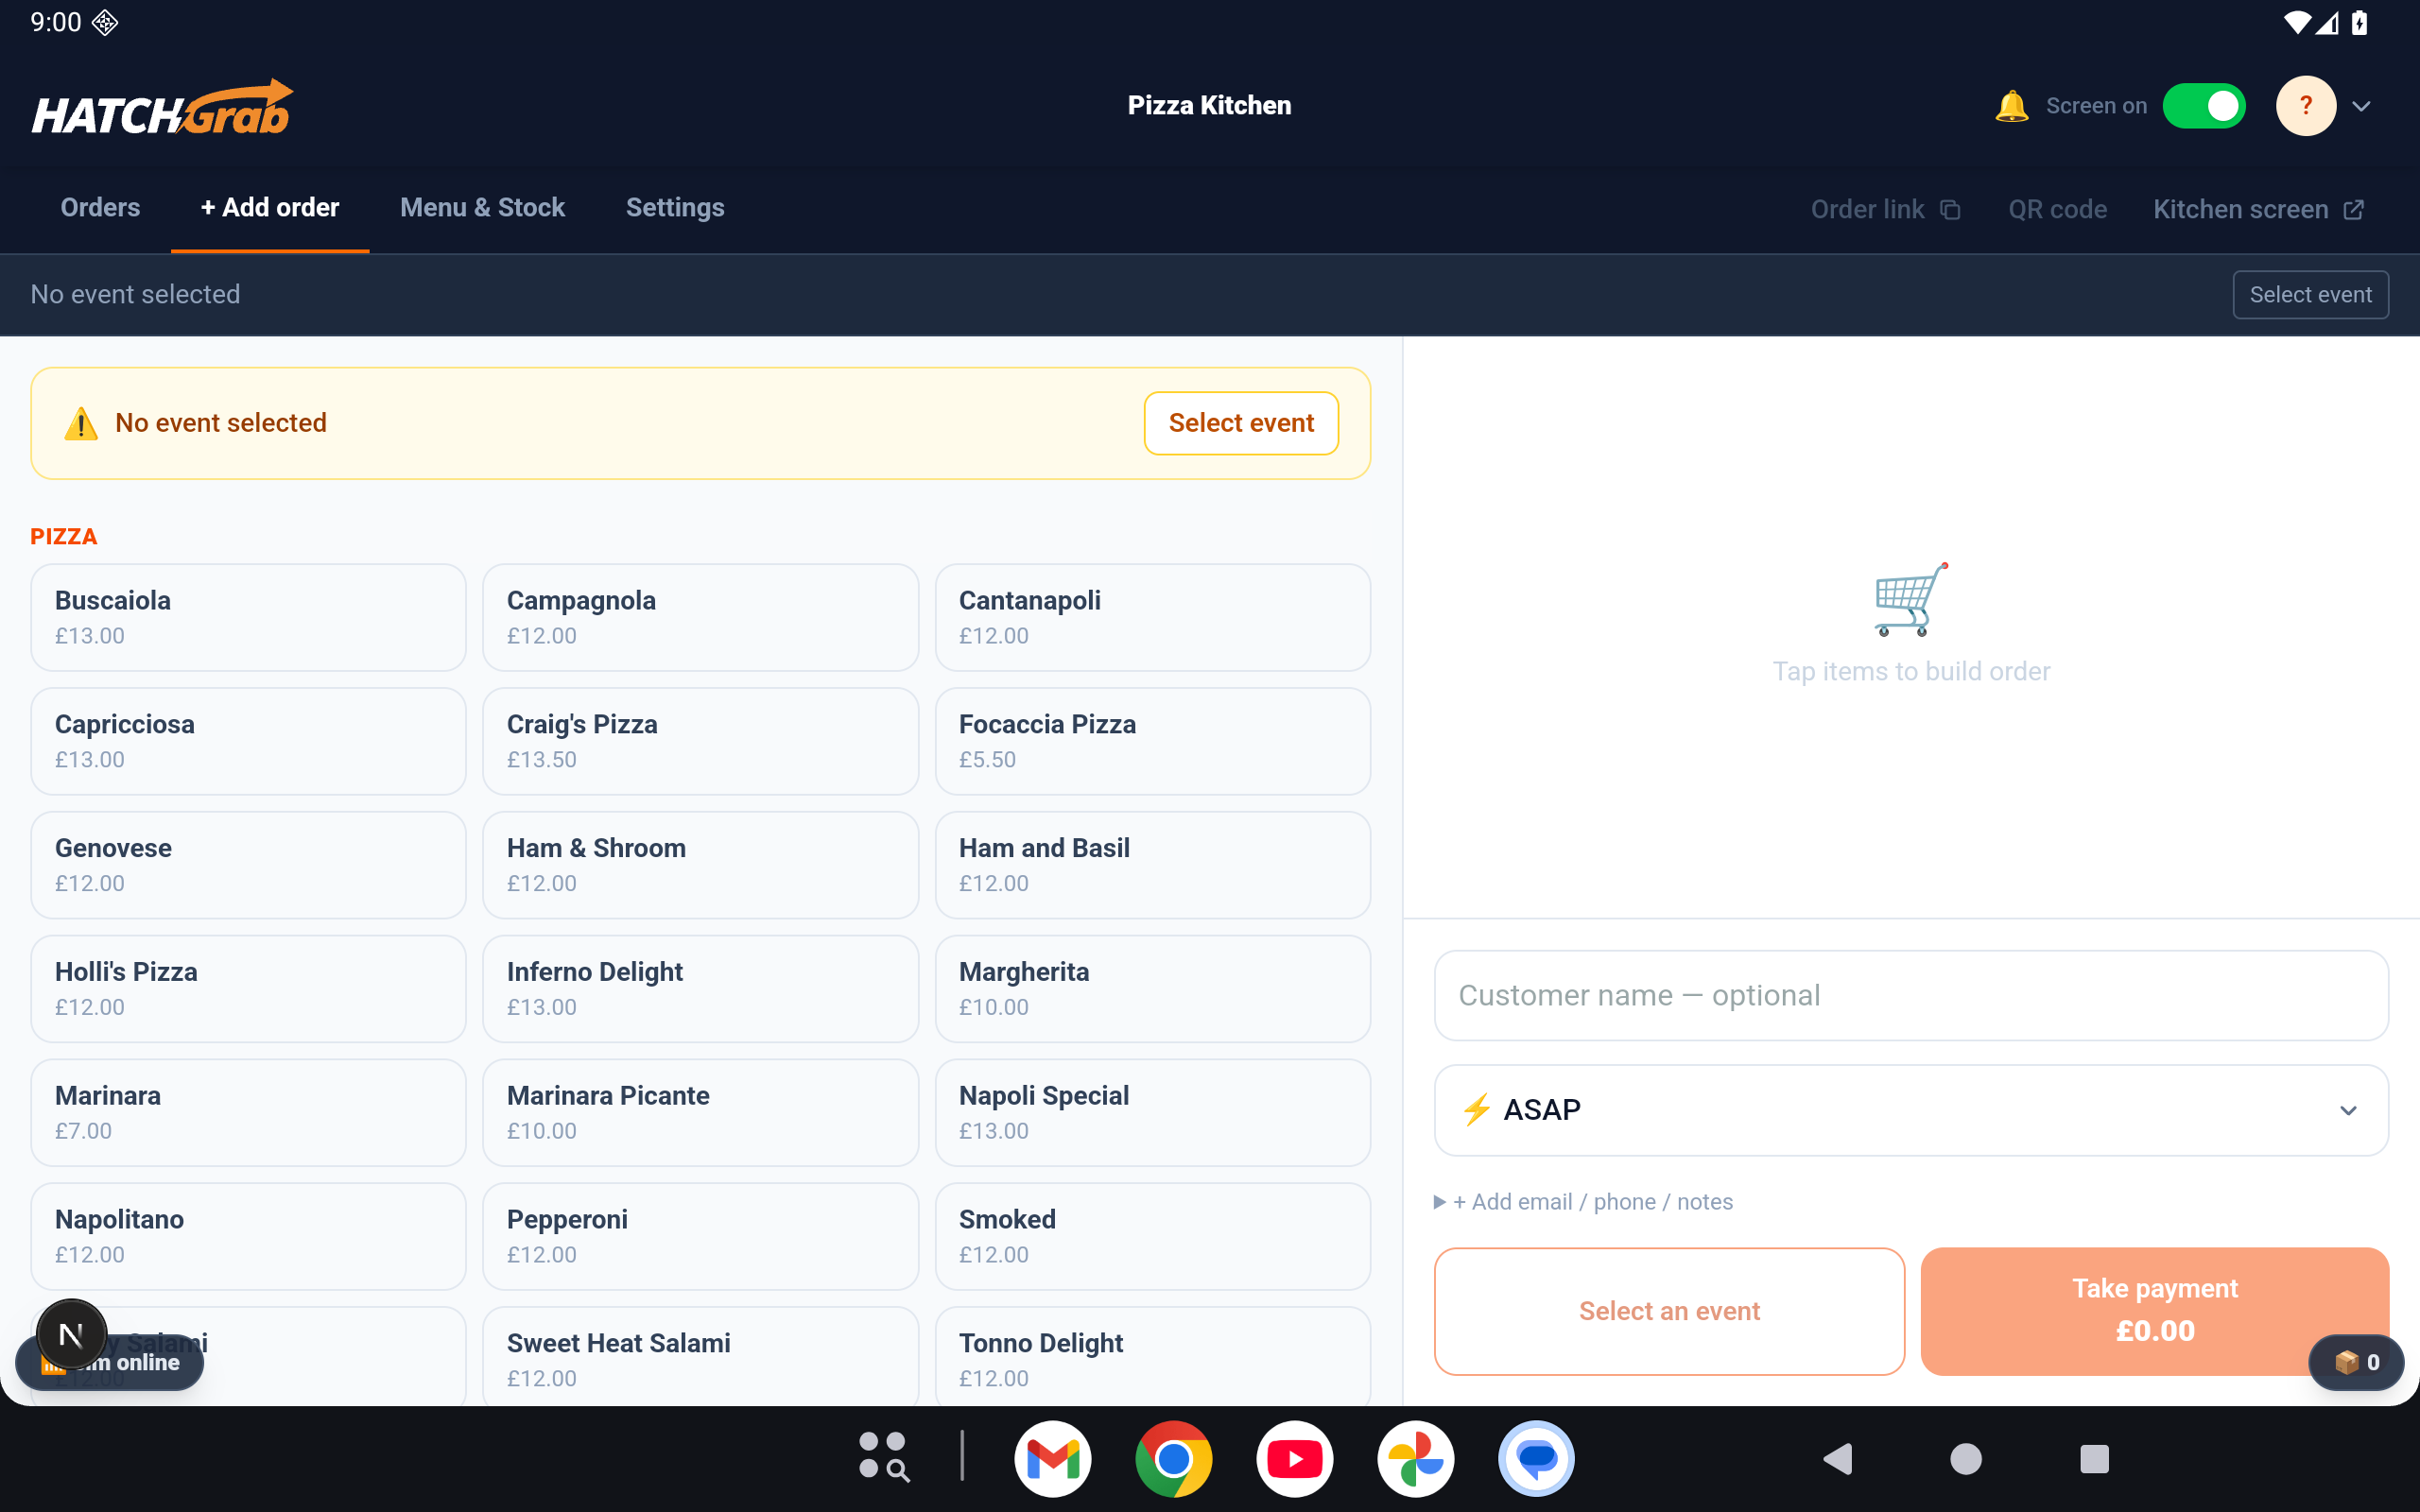 9:00
HATCHGrab
Pizza Kitchen
🔔 Screen on
?
Orders
+ Add order
Menu & Stock
Settings
Order link
QR code
Kitchen screen
No event selected
Select event
⚠️ No event selected
Select event
PIZZA
Buscaiola
£13.00
Campagnola
£12.00
Cantanapoli
£12.00
Capricciosa
£13.00
Craig's Pizza
£13.50
Focaccia Pizza
£5.50
Genovese
£12.00
Ham & Shroom
£12.00
Ham and Basil
£12.00
Holli's Pizza
£12.00
Inferno Delight
£13.00
Margherita
£10.00
Marinara
£7.00
Marinara Picante
£10.00
Napoli Special
£13.00
Napolitano
£12.00
Pepperoni
£12.00
Smoked
£12.00
Salami
£12.00
Sweet Heat Salami
£12.00
Tonno Delight
£12.00
N
online
Tap items to build order
Customer name — optional
⚡ ASAP
+ Add email / phone / notes
Select an event
Take payment
£0.00
📦 0